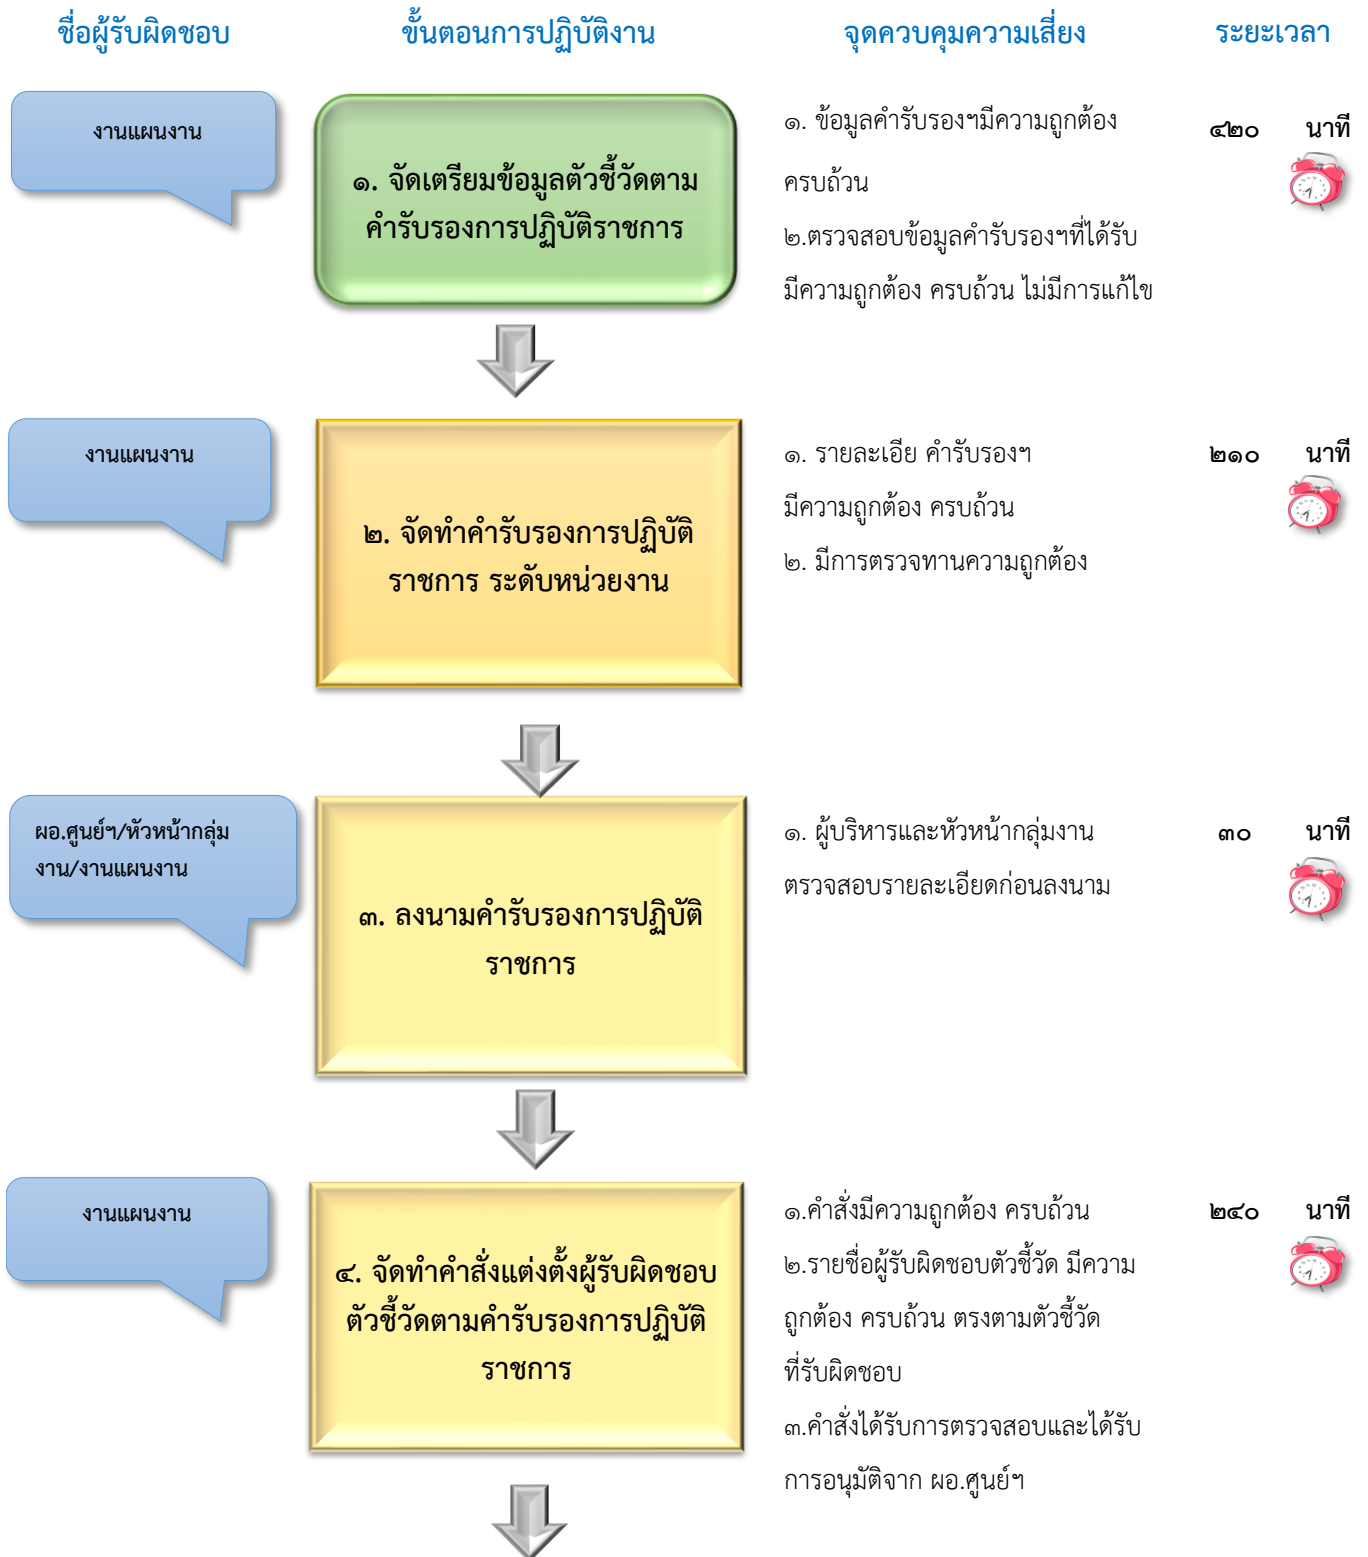 ชื่อผู้รับผิดชอบ ขั้นตอนการปฏิบัติงาน จุดควบคุมความเสี่ยง ระยะเวลา
งานแผนงาน
๑. จัดเตรียมข้อมูลตัวชี้วัดตาม
คำรับรองการปฏิบัติราชการ
๑. ข้อมูลคำรับรองฯมีความถูกต้อง
ครบถ้วน
๒.ตรวจสอบข้อมูลคำรับรองฯที่ได้รับ
มีความถูกต้อง ครบถ้วน ไม่มีการแก้ไข
๔๒๐ นาที
งานแผนงาน
๒. จัดทำคำรับรองการปฏิบัติ
ราชการ ระดับหน่วยงาน
๑. รายละเอีย คำรับรองฯ
มีความถูกต้อง ครบถ้วน
๒. มีการตรวจทานความถูกต้อง
๒๑๐ นาที
ผอ.ศูนย์ฯ/หัวหน้ากลุ่ม
งาน/งานแผนงาน
๓. ลงนามคำรับรองการปฏิบัติ
ราชการ
๑. ผู้บริหารและหัวหน้ากลุ่มงาน
ตรวจสอบรายละเอียดก่อนลงนาม
๓๐ นาที
งานแผนงาน
๔. จัดทำคำสั่งแต่งตั้งผู้รับผิดชอบ
ตัวชี้วัดตามคำรับรองการปฏิบัติ
ราชการ
๑.คำสั่งมีความถูกต้อง ครบถ้วน
๒.รายชื่อผู้รับผิดชอบตัวชี้วัด มีความ
ถูกต้อง ครบถ้วน ตรงตามตัวชี้วัด
ที่รับผิดชอบ
๓.คำสั่งได้รับการตรวจสอบและได้รับ
การอนุมัติจาก ผอ.ศูนย์ฯ
๒๔๐ นาที